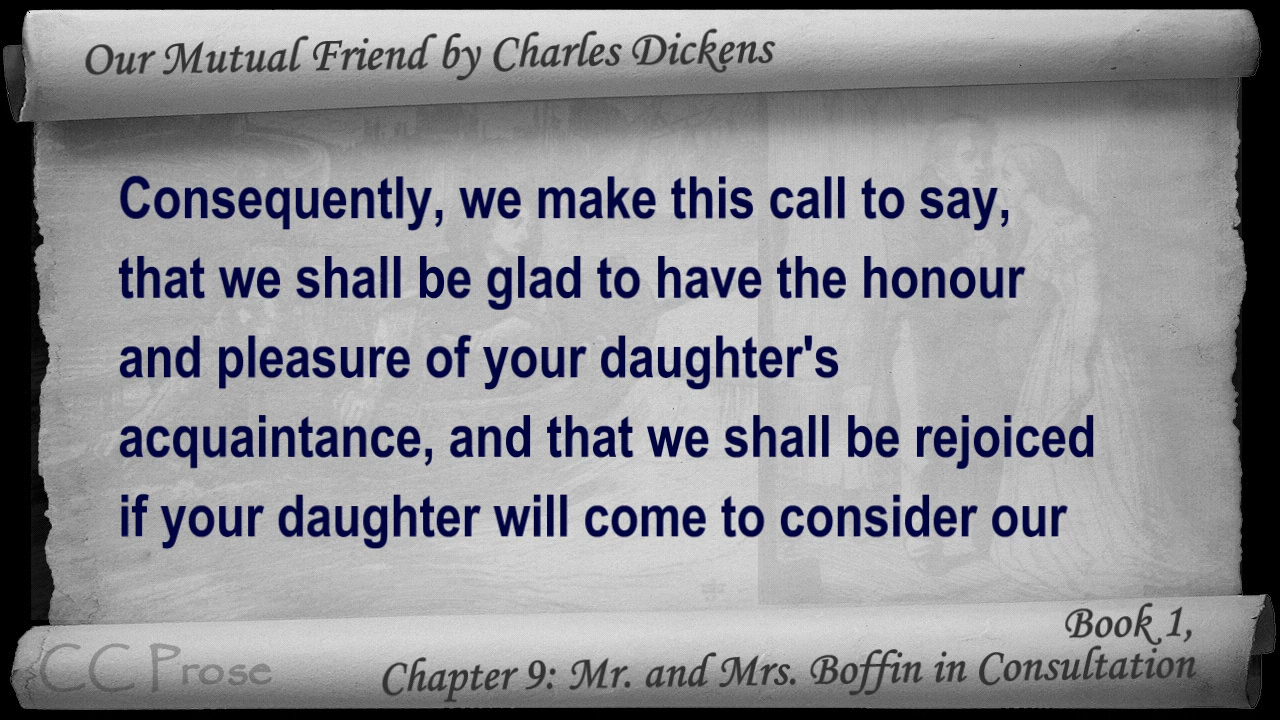 Our Mutual Friend by Charles Dickens
Consequently, we make this call to say,
that we shall be glad to have the honour
and pleasure of your daughter's
acquaintance, and that we shall be rejoiced
if your daughter will come to consider our
Book 1,
CC Prose
Chapter 9: Mr. and Mrs. Boffin in Consultation